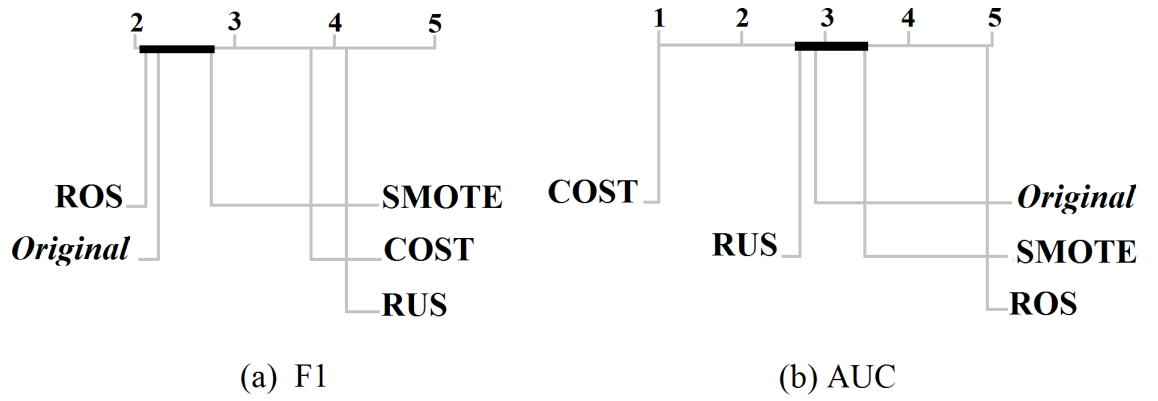 2 3 4 5
ROS
SMOTE
Original
COST
RUS
(a) F1
1 2 3 4 5
COST
Original
RUS
SMOTE
ROS
(b) AUC